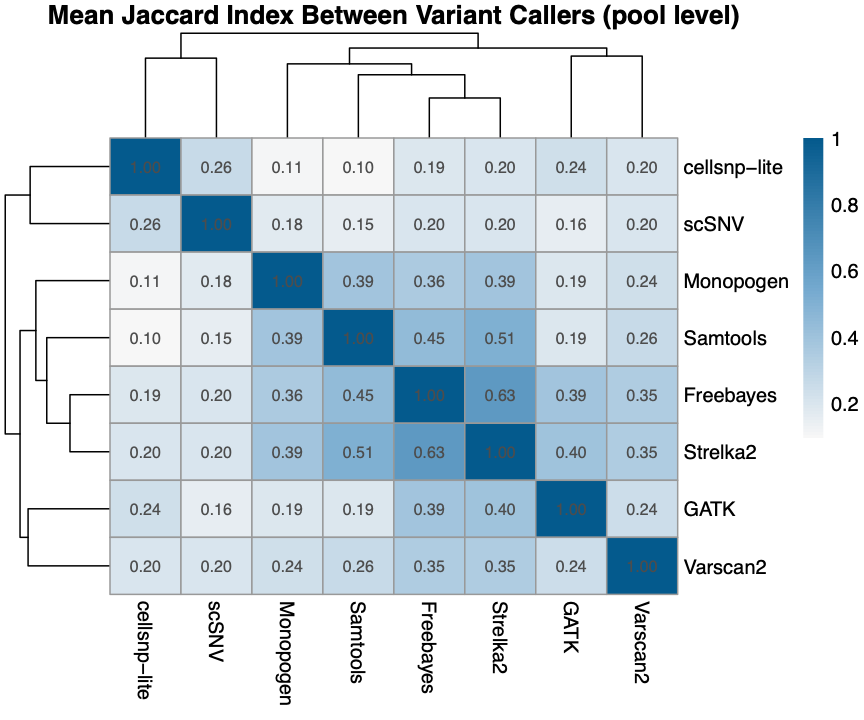 Mean Jaccard Index Between Variant Callers (pool level)
1.00 0.26 0.11 0.10 0.19 0.20 0.24 0.20 cellsnp-lite
0.26 1.00 0.18 0.15 0.20 0.20 0.16 0.20 scSNV
0.11 0.18 1.00 0.39 0.36 0.39 0.19 0.24 Monopogen
0.10 0.15 0.39 1.00 0.45 0.51 0.19 0.26 Samtools
0.19 0.20 0.36 0.45 1.00 0.63 0.39 0.35 Freebayes
0.20 0.20 0.39 0.51 0.63 1.00 0.40 0.35 Strelka2
0.24 0.16 0.19 0.19 0.39 0.40 1.00 0.24 GATK
0.20 0.20 0.24 0.26 0.35 0.35 0.24 1.00 Varscan2
cellsnp-lite
scSNV
Monopogen
Samtools
Freebayes
Strelka2
GATK
Varscan2
1
0.8
0.6
0.4
0.2